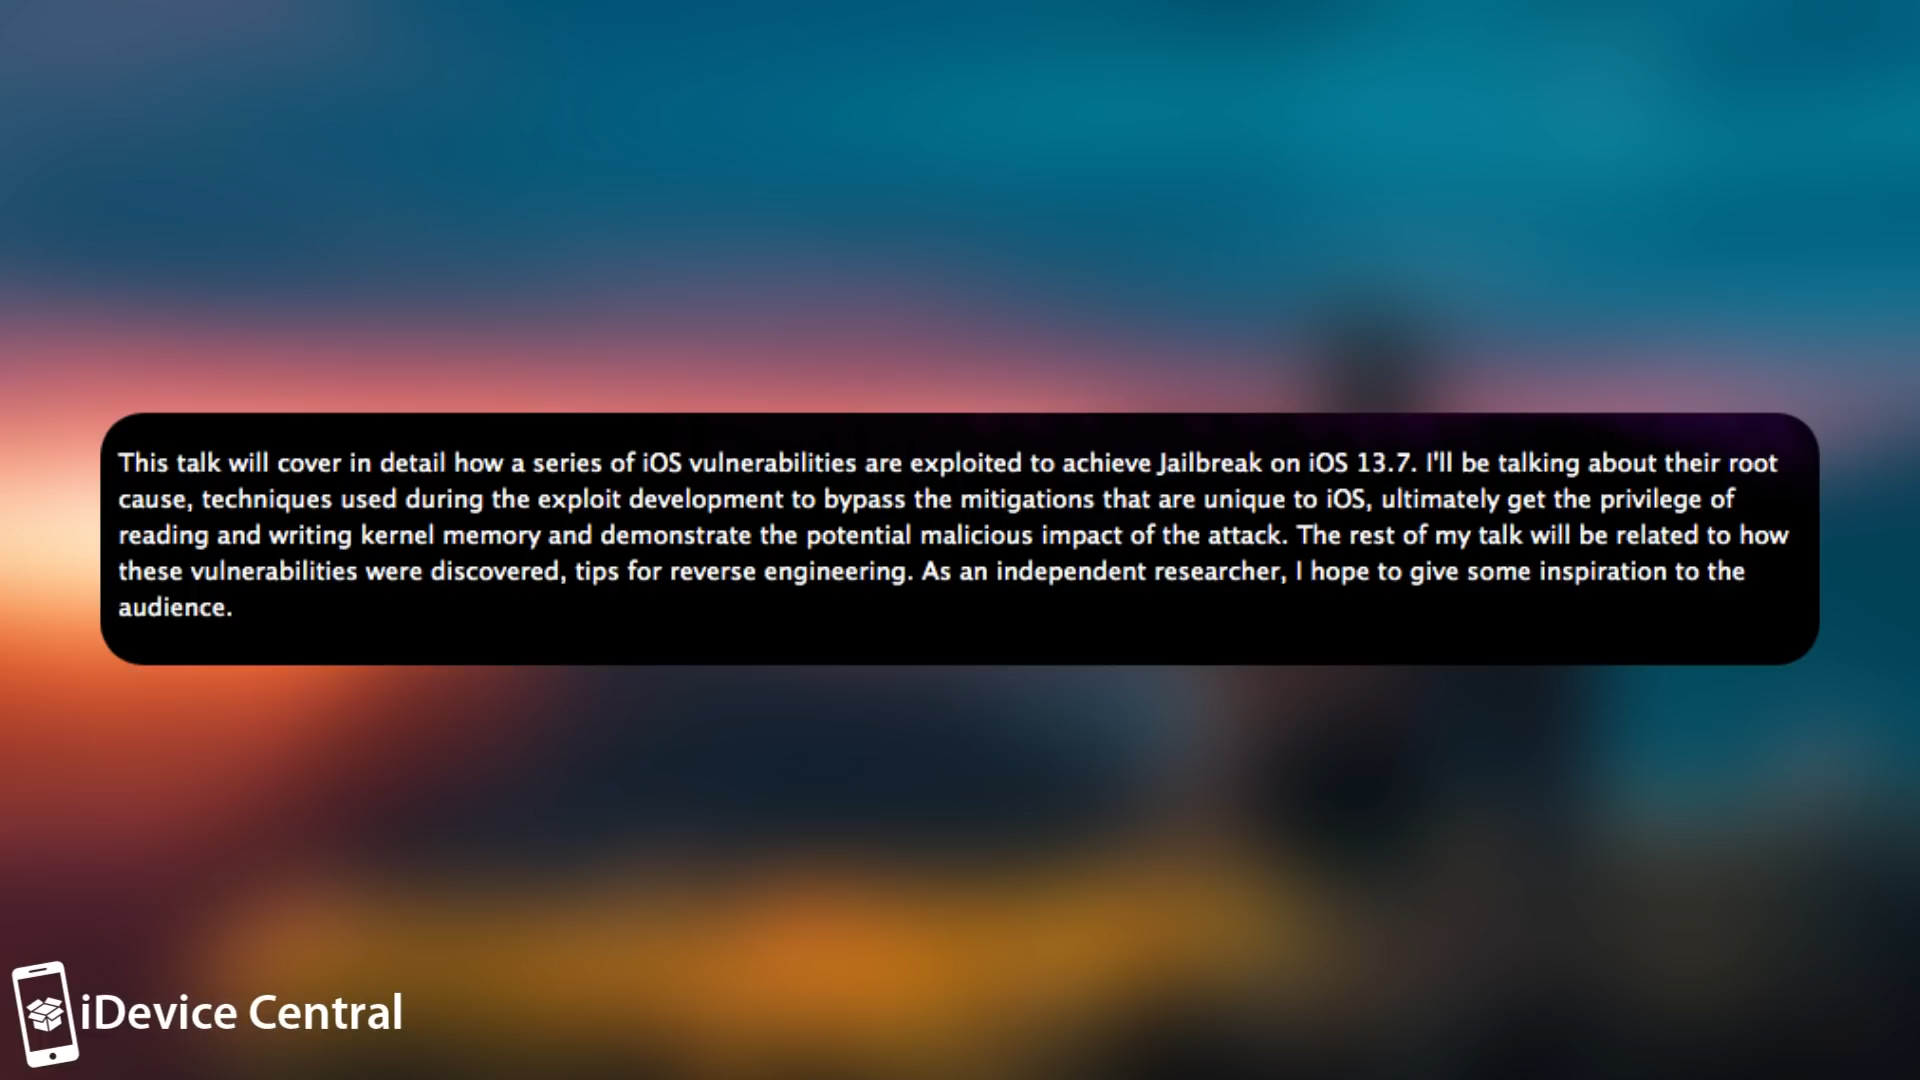 This talk will cover in detail how a series of iOS vulnerabilities are exploited to achieve Jailbreak on iOS 13.7. I'll be talking about their root
cause, techniques used during the exploit development to bypass the mitigations that are unique to iOS, ultimately get the privilege of
reading and writing kernel memory and demonstrate the potential malicious impact of the attack. The rest of my talk will be related to how
these vulnerabilities were discovered, tips for reverse engineering. As an independent researcher, I hope to give some inspiration to the
audience.
iDevice Central